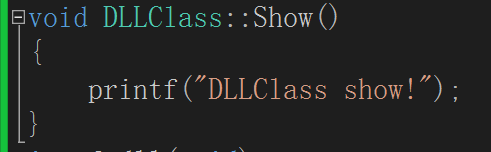 void DLLClass::Show()
{
printf("DLLClass show!");
}